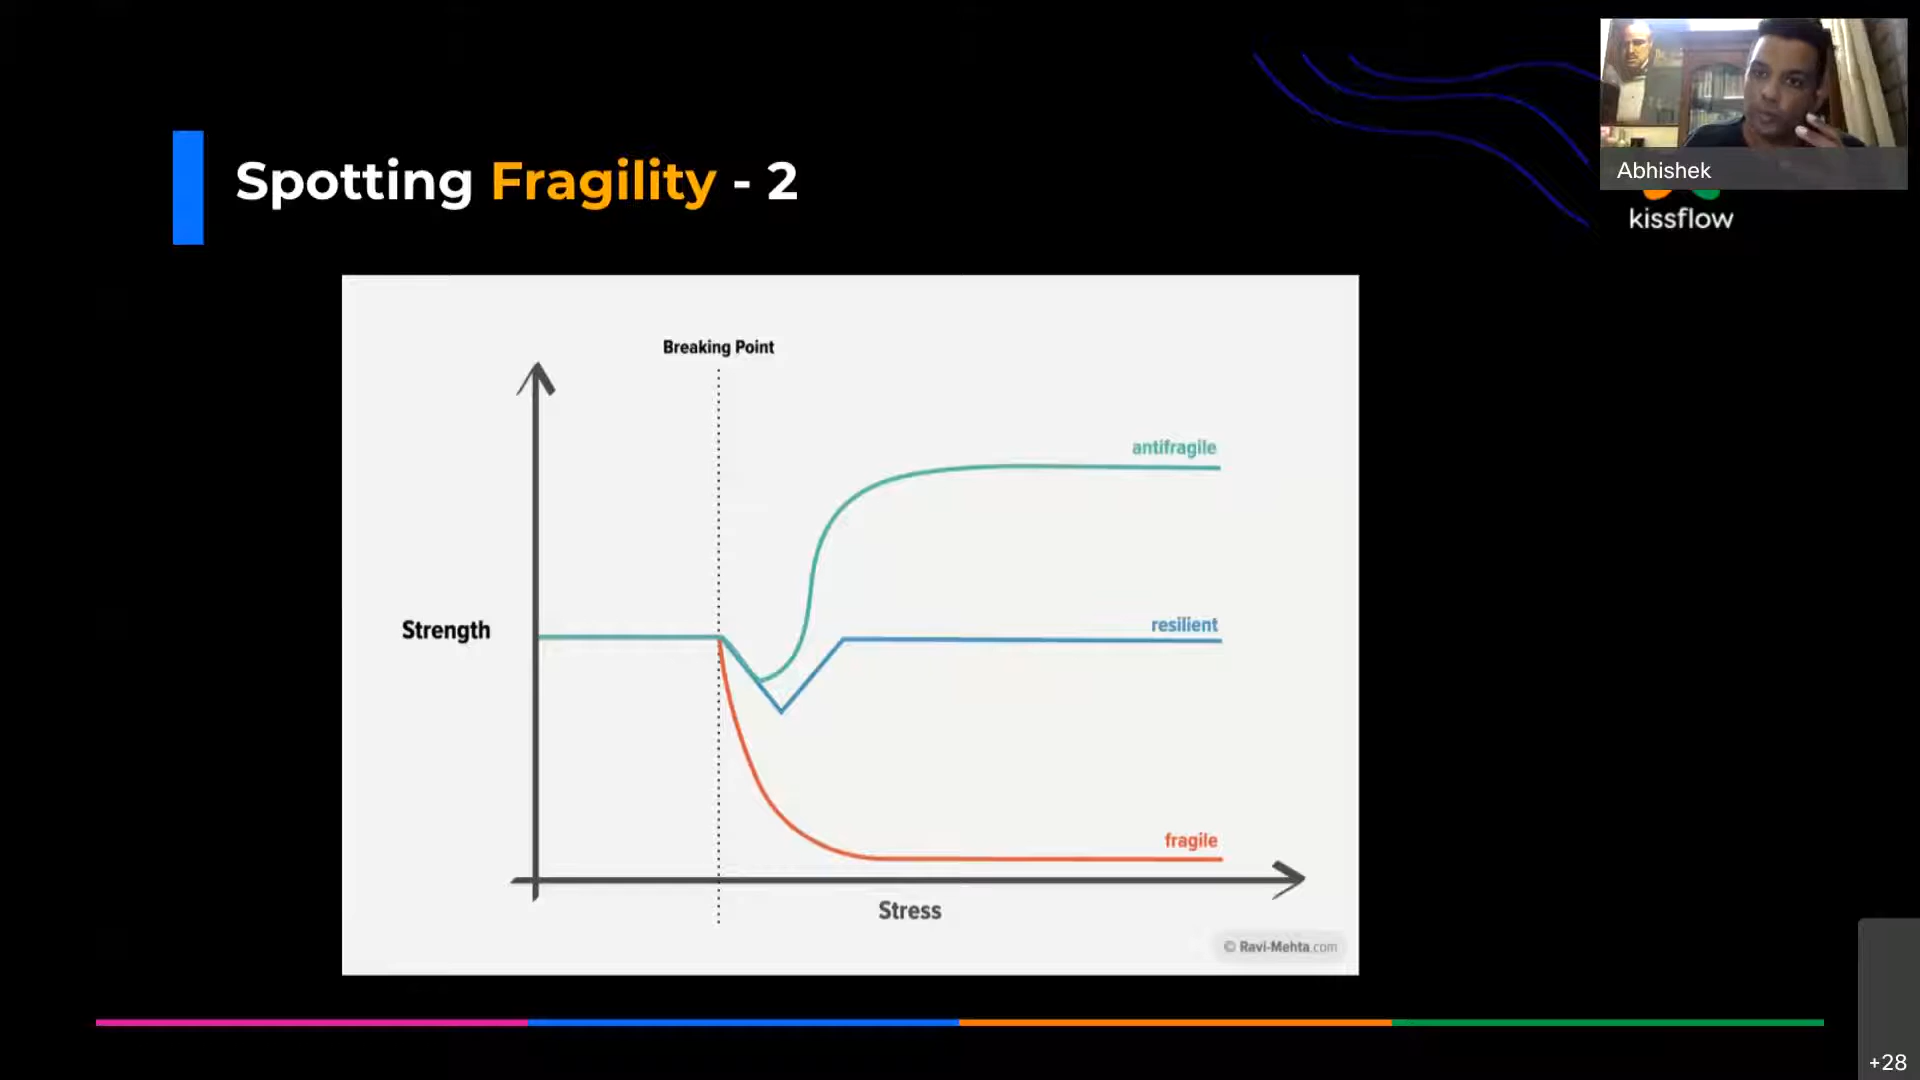 Abhishek
kissflow
Spotting Fragility - 2
Breaking Point
antifragile
Strength
resilient
fragile
Stress
© Ravi-Mehta.com
+28